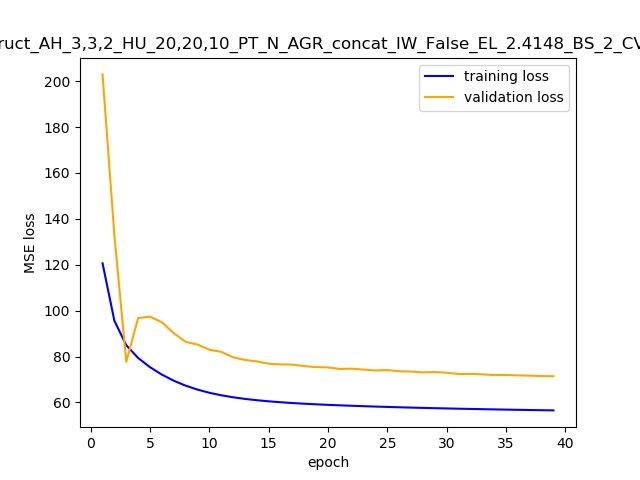 ruct_AH_3,3,2_HU_20,20,10_PT_N_AGR_concat_IW_False_EL_2.4148_BS_2_CV
training loss
validation loss
200
180
160
140
120
100
80
60
MSE loss
0 5 10 15 20 25 30 35 40
epoch